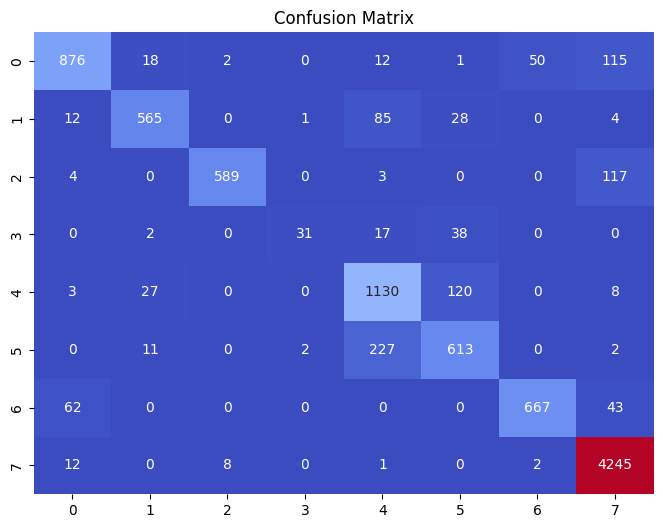 Confusion Matrix
0 876 18 2 0 12 1 50 115
1 12 565 0 1 85 28 0 4
2 4 0 589 0 3 0 0 117
3 0 2 0 31 17 38 0 0
4 3 27 0 0 1130 120 0 8
5 0 11 0 2 227 613 0 2
6 62 0 0 0 0 0 667 43
7 12 0 8 0 1 0 2 4245
0 1 2 3 4 5 6 7